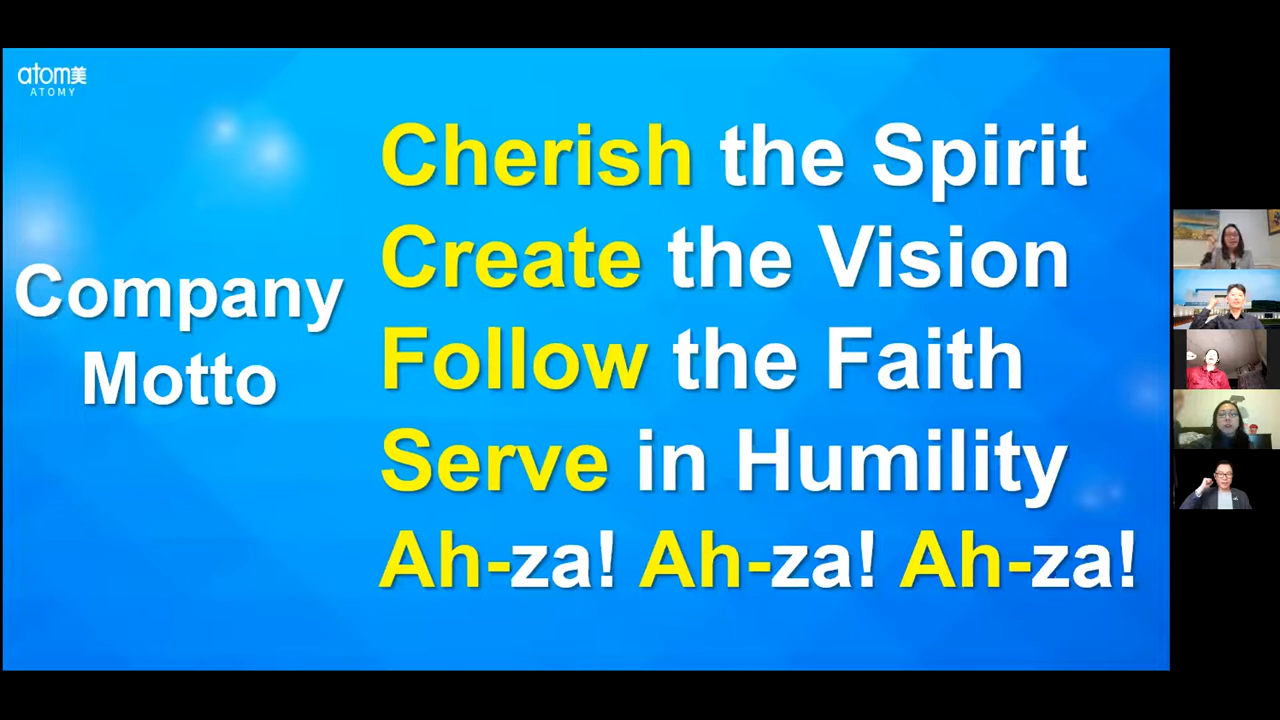 atom美
ATOMY
Company
Motto
Cherish the Spirit
Create the Vision
Follow the Faith
Serve in Humility
Ah-za! Ah-za! Ah-za!